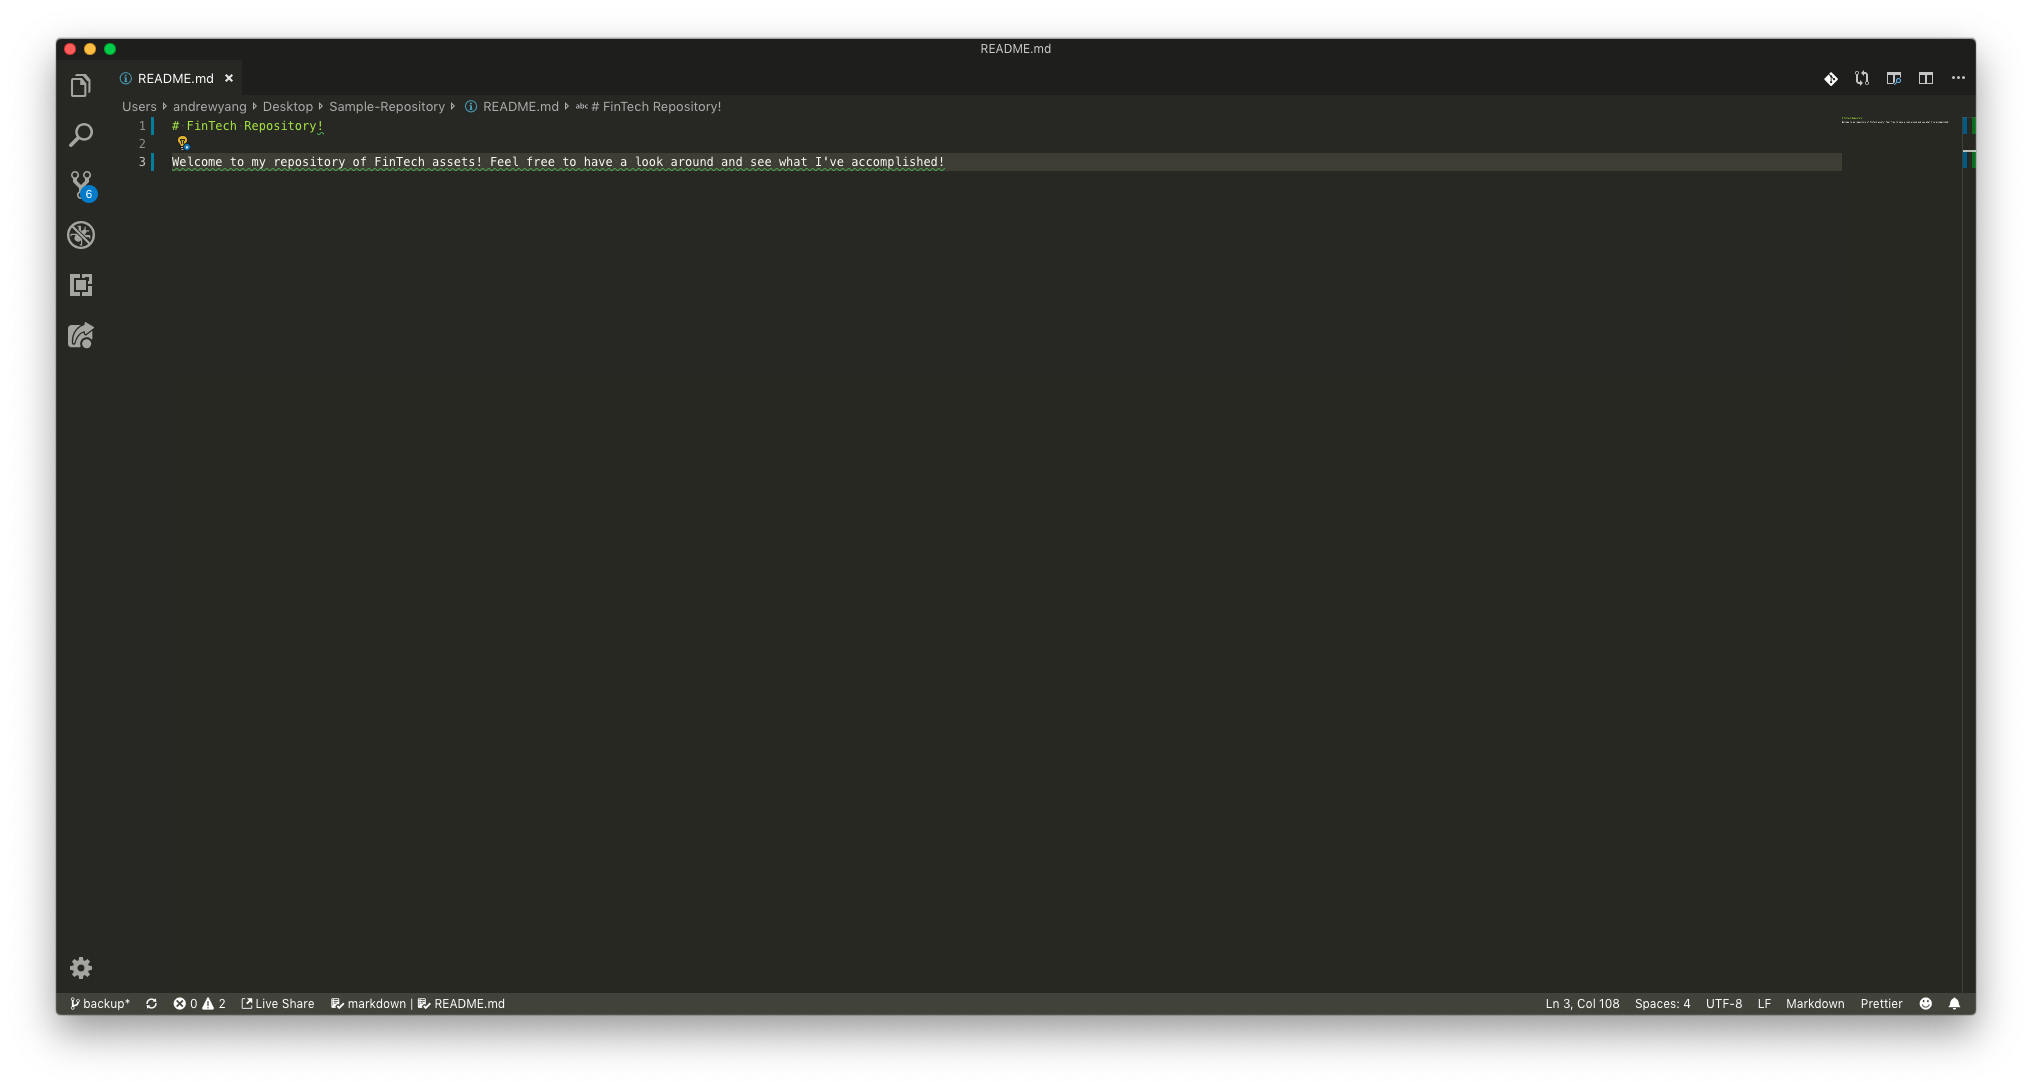 README.md
README.md ×
Users ▸ andrewyang ▸ Desktop ▸ Sample-Repository ▸ README.md ▸ abc # FinTech Repository!
1 # FinTech Repository!
2
3 Welcome to my repository of FinTech assets! Feel free to have a look around and see what I've accomplished!
6
backup* 0 2 Live Share markdown | README.md Ln 3, Col 108 Spaces: 4 UTF-8 LF Markdown Prettier